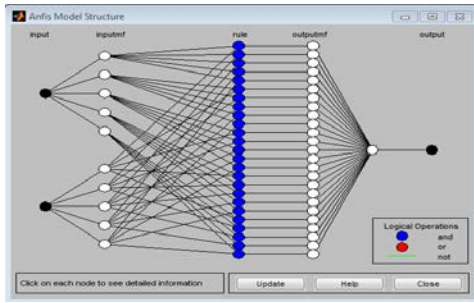 Anfis Model Structure
input inputmf rule outputmf output
Logical Operations
and
or
not
Click on each node to see detailed information
Update Help Close